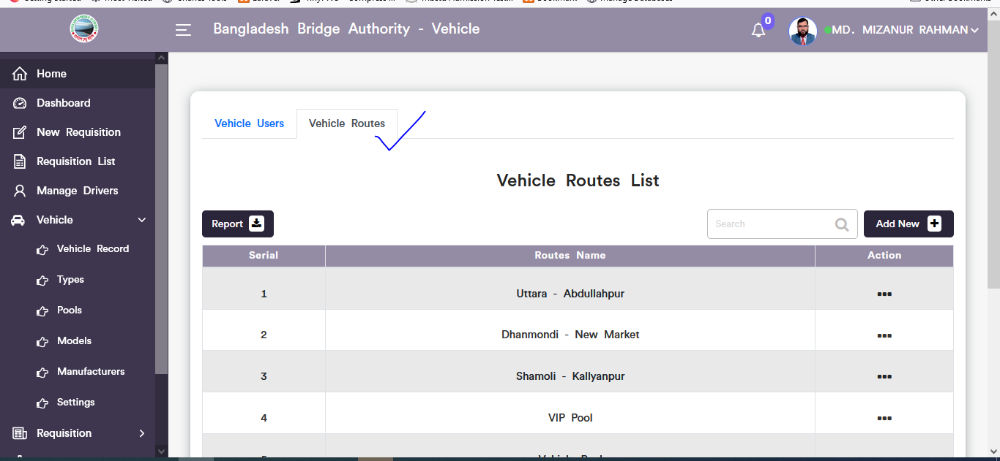 Bangladesh Bridge Authority - Vehicle
0
MD. MIZANUR RAHMAN
Home
Dashboard
New Requisition
Requisition List
Manage Drivers
Vehicle
Vehicle Record
Types
Pools
Models
Manufacturers
Settings
Requisition
Vehicle Users
Vehicle Routes
Vehicle Routes List
Report
Search
Add New
Serial Routes Name Action
1 Uttara - Abdullahpur
2 Dhanmondi - New Market
3 Shamoli - Kallyanpur
4 VIP Pool